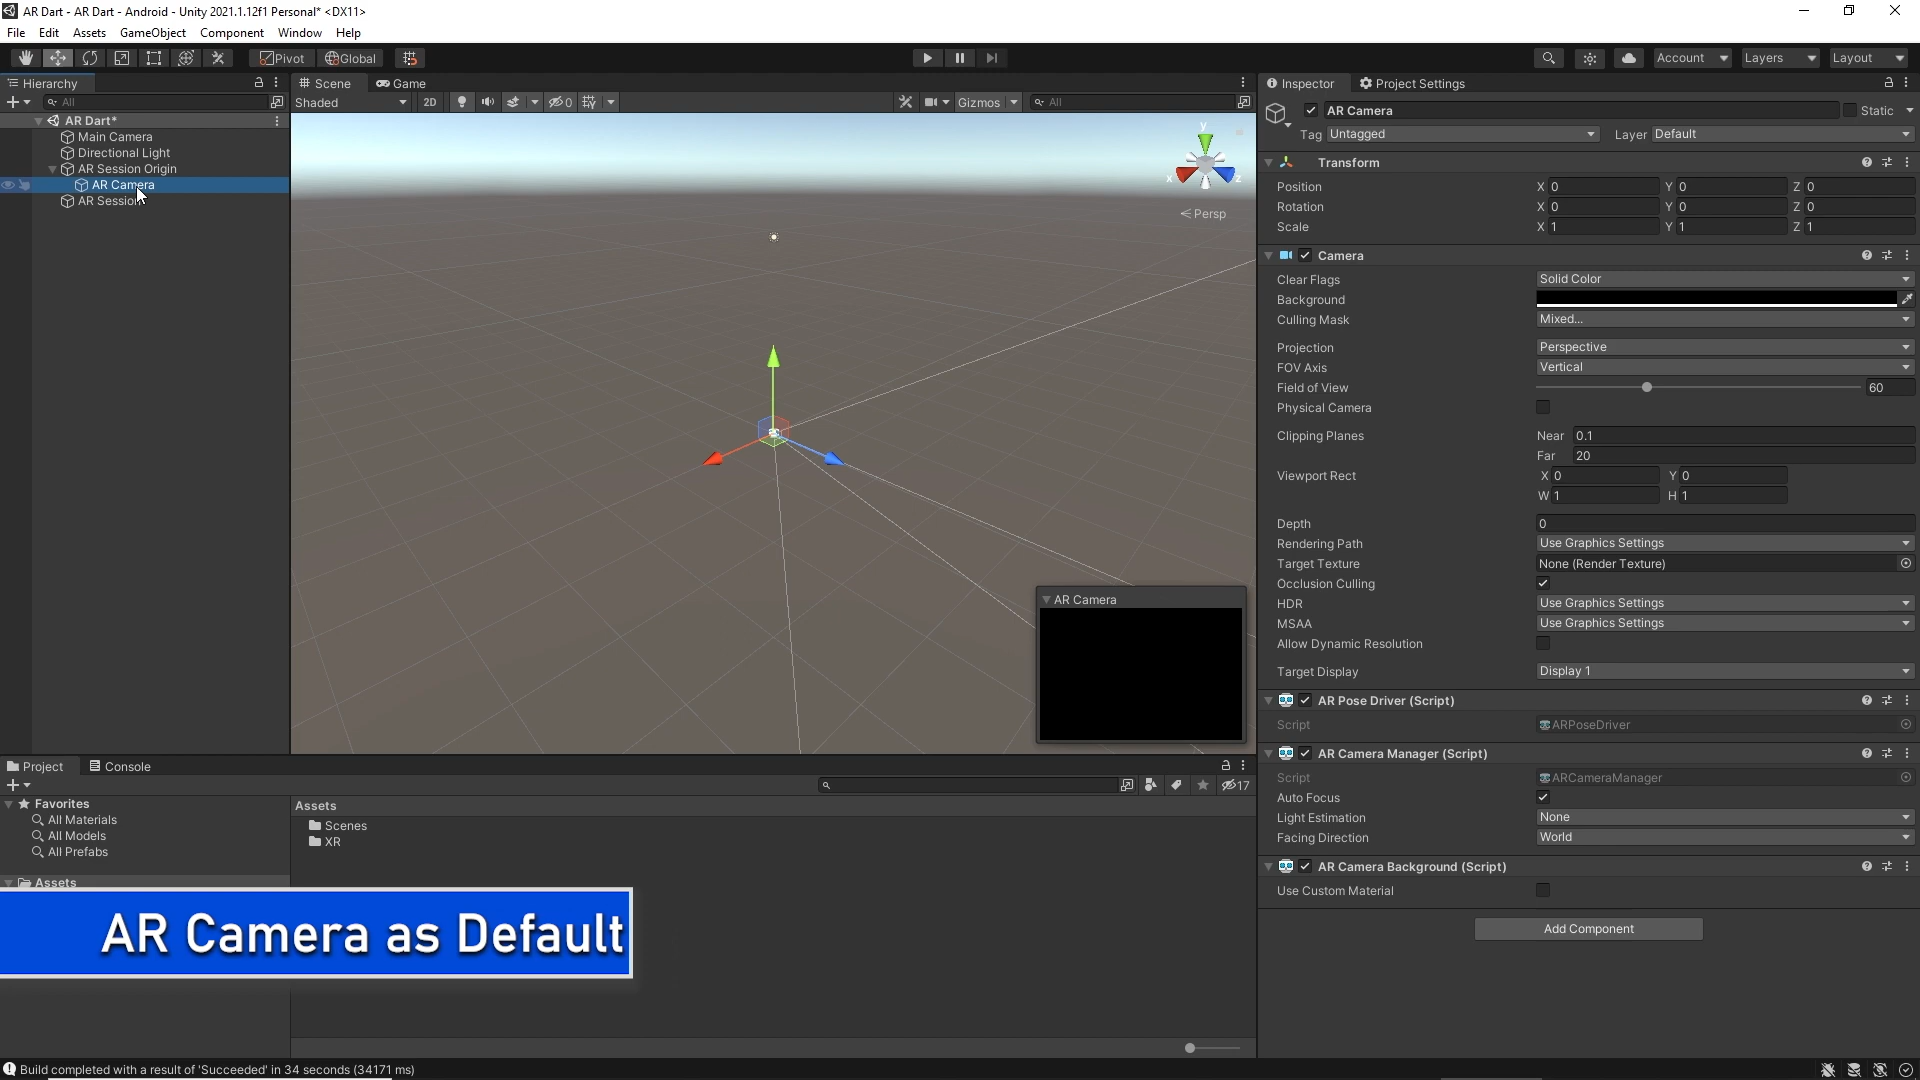 AR Dart - AR Dart - Android - Unity 2021.1.12f1 Personal* <DX11>
File Edit Assets GameObject Component Window Help
Pivot Global Account Layers Layout
Hierarchy
All
AR Dart*
Main Camera
Directional Light
AR Session Origin
AR Camera
AR Session
Scene Game
Shaded 2D 0 Gizmos All
y
x z
Persp
AR Camera
Inspector Project Settings
AR Camera Static
Tag Untagged Layer Default
Transform
Position X 0 Y 0 Z 0
Rotation X 0 Y 0 Z 0
Scale X 1 Y 1 Z 1
Camera
Clear Flags Solid Color
Background
Culling Mask Mixed...
Projection Perspective
FOV Axis Vertical
Field of View 60
Physical Camera
Clipping Planes Near 0.1
Far 20
Viewport Rect X 0 Y 0
W 1 H 1
Depth 0
Rendering Path Use Graphics Settings
Target Texture None (Render Texture)
Occlusion Culling
HDR Use Graphics Settings
MSAA Use Graphics Settings
Allow Dynamic Resolution
Target Display Display 1
AR Pose Driver (Script)
Script ARPoseDriver
AR Camera Manager (Script)
Script ARCameraManager
Auto Focus
Light Estimation None
Facing Direction World
AR Camera Background (Script)
Use Custom Material
Add Component
Project Console
17
Favorites
All Materials
All Models
All Prefabs
Assets
Assets
Scenes
XR
AR Camera as Default
Build completed with a result of 'Succeeded' in 34 seconds (34171 ms)